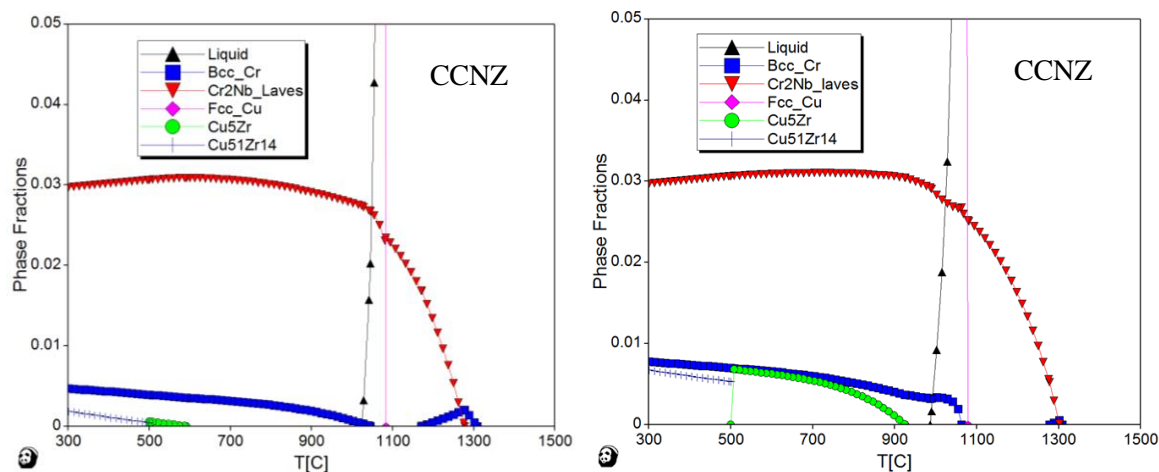 0.05
0.04
0.03
0.02
0.01
0
Phase Fractions
Liquid
Bcc_Cr
Cr2Nb_Laves
Fcc_Cu
Cu5Zr
Cu51Zr14
CCNZ
300 500 700 900 1100 1300 1500
T[C]
0.05
0.04
0.03
0.02
0.01
0
Phase Fractions
Liquid
Bcc_Cr
Cr2Nb_laves
Fcc_Cu
Cu5Zr
Cu51Zr14
CCNZ
300 500 700 900 1100 1300 1500
T[C]